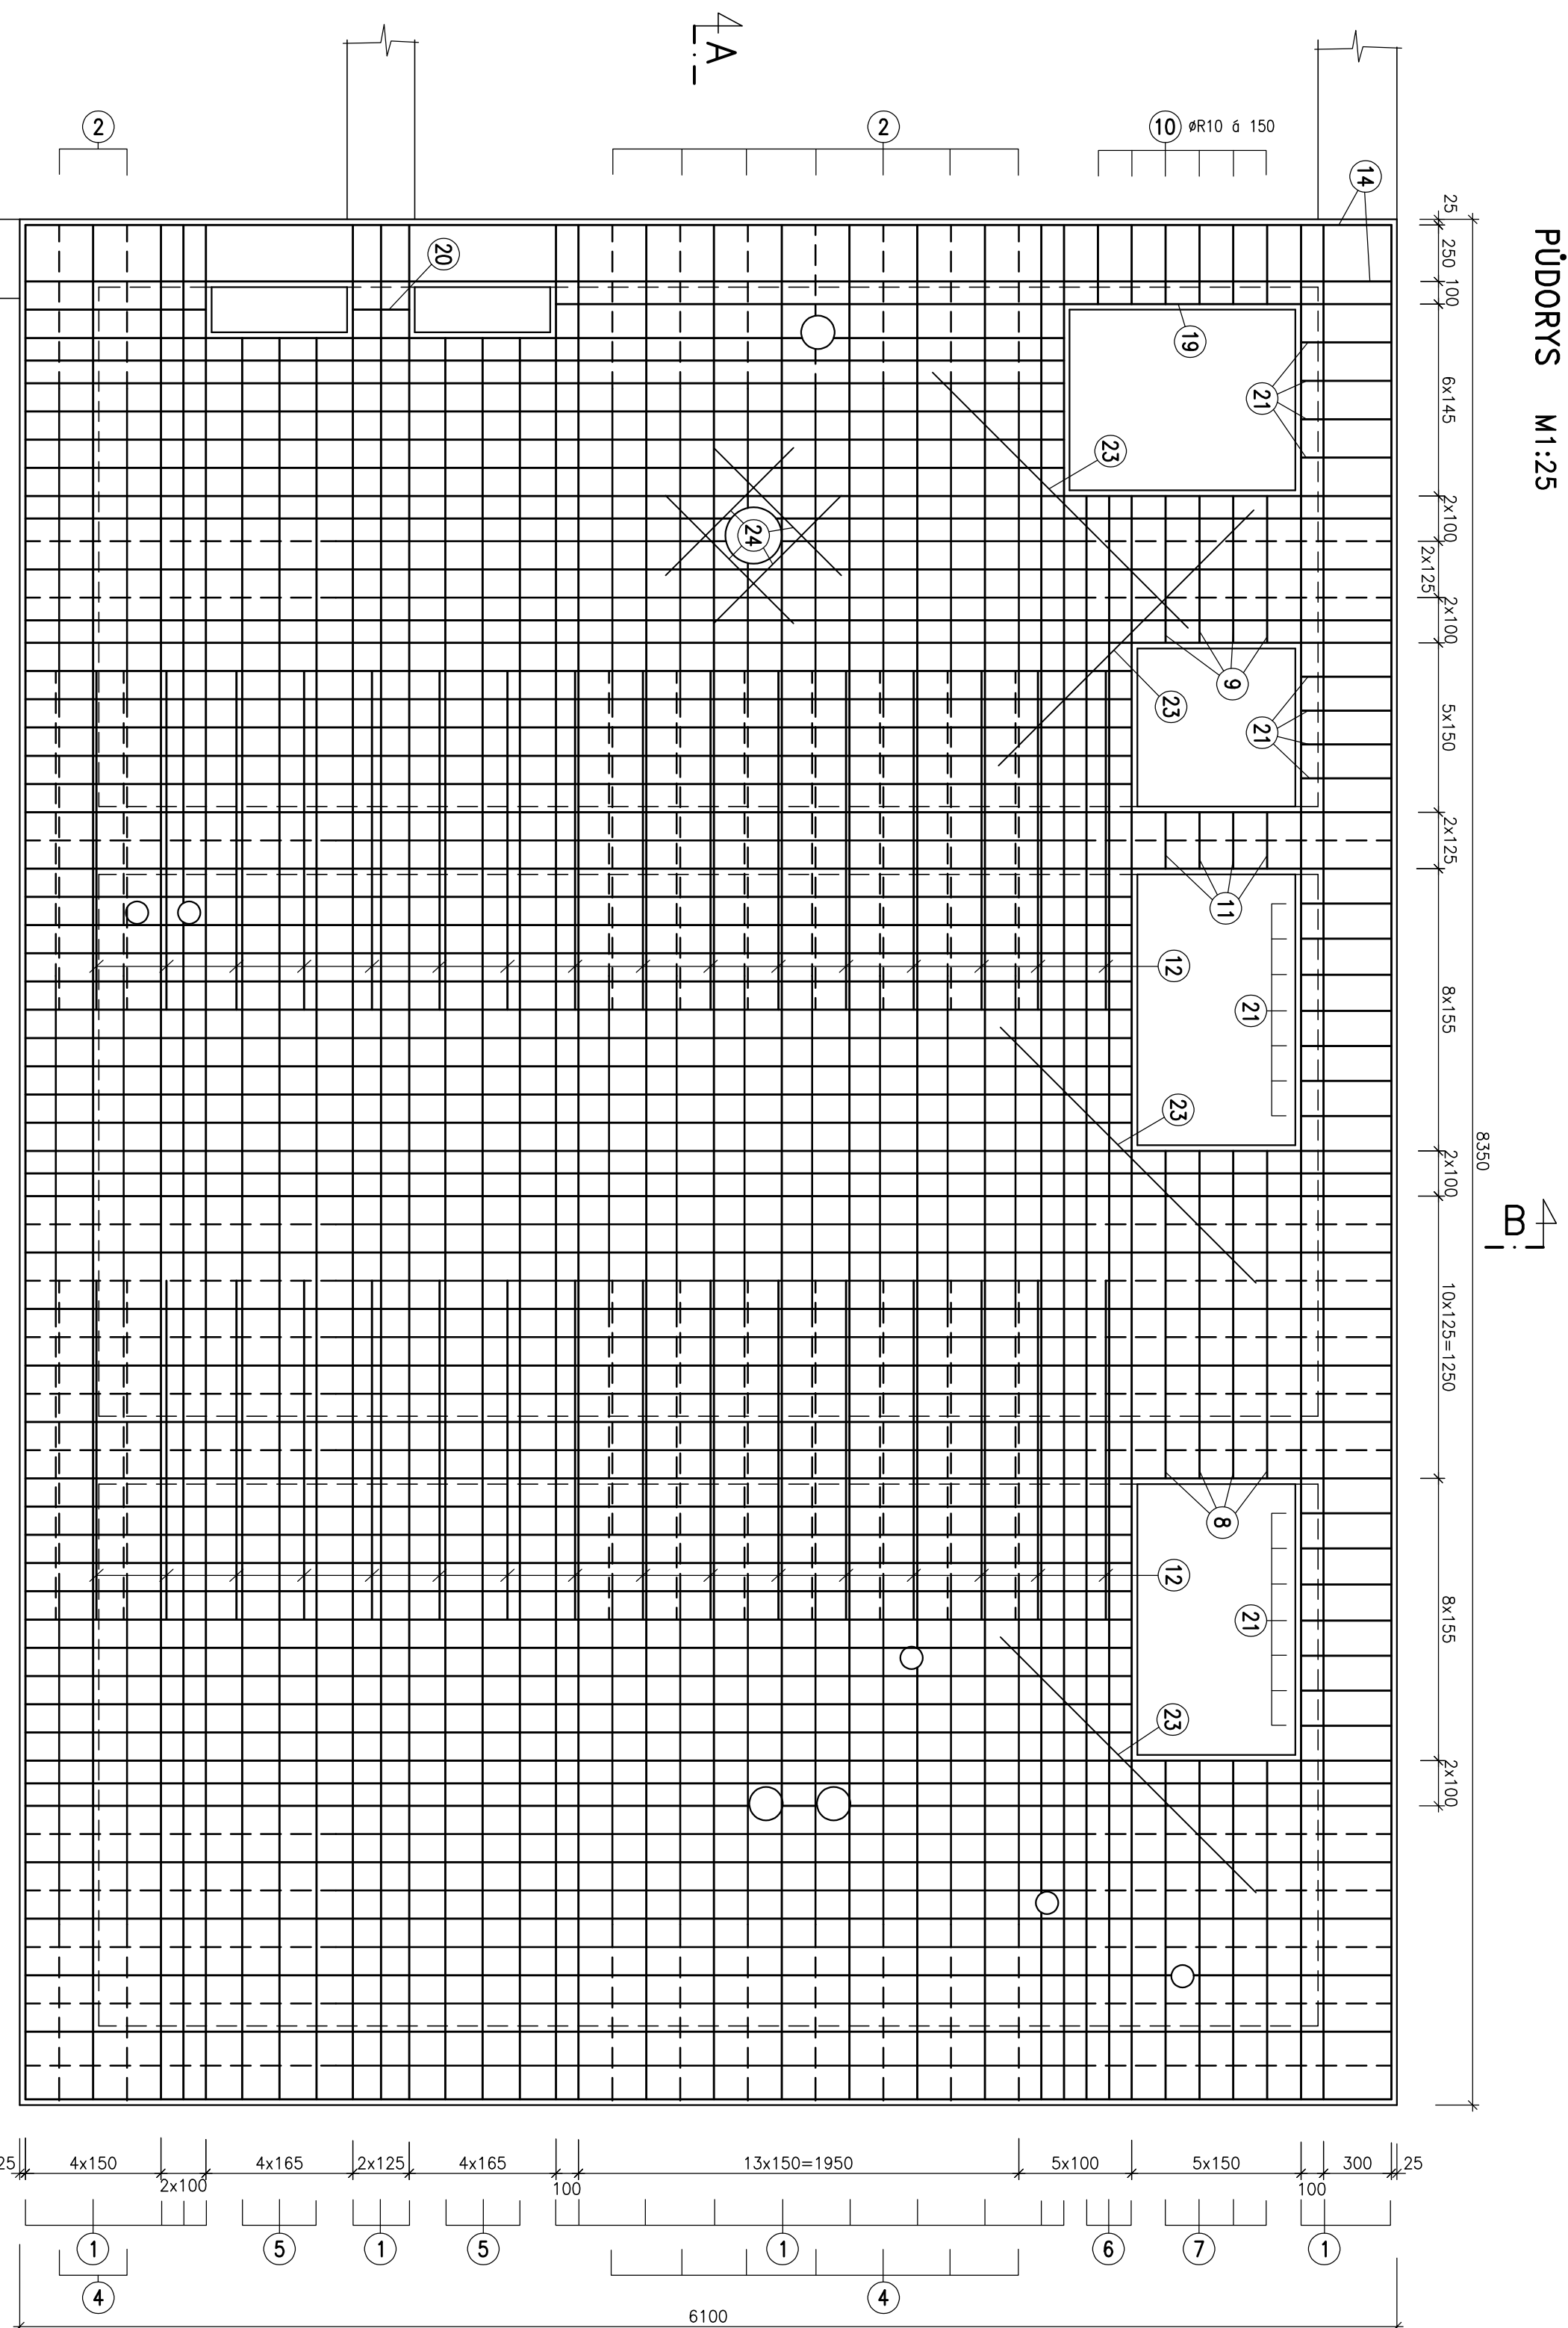 PŮDORYS M1:25
A
B
2
2
10 øR10 á 150
14
8350
25
250
100
6x145
2x100
2x125
2x100
5x150
2x125
8x155
2x100
10x125=1250
8x155
2x100
20
19
21
23
24
9
23
21
11
12
21
23
8
12
21
23
25
4x150
2x100
4x165
2x125
4x165
100
13x150=1950
5x100
5x150
100
300
25
1
5
1
5
1
6
7
1
4
4
6100